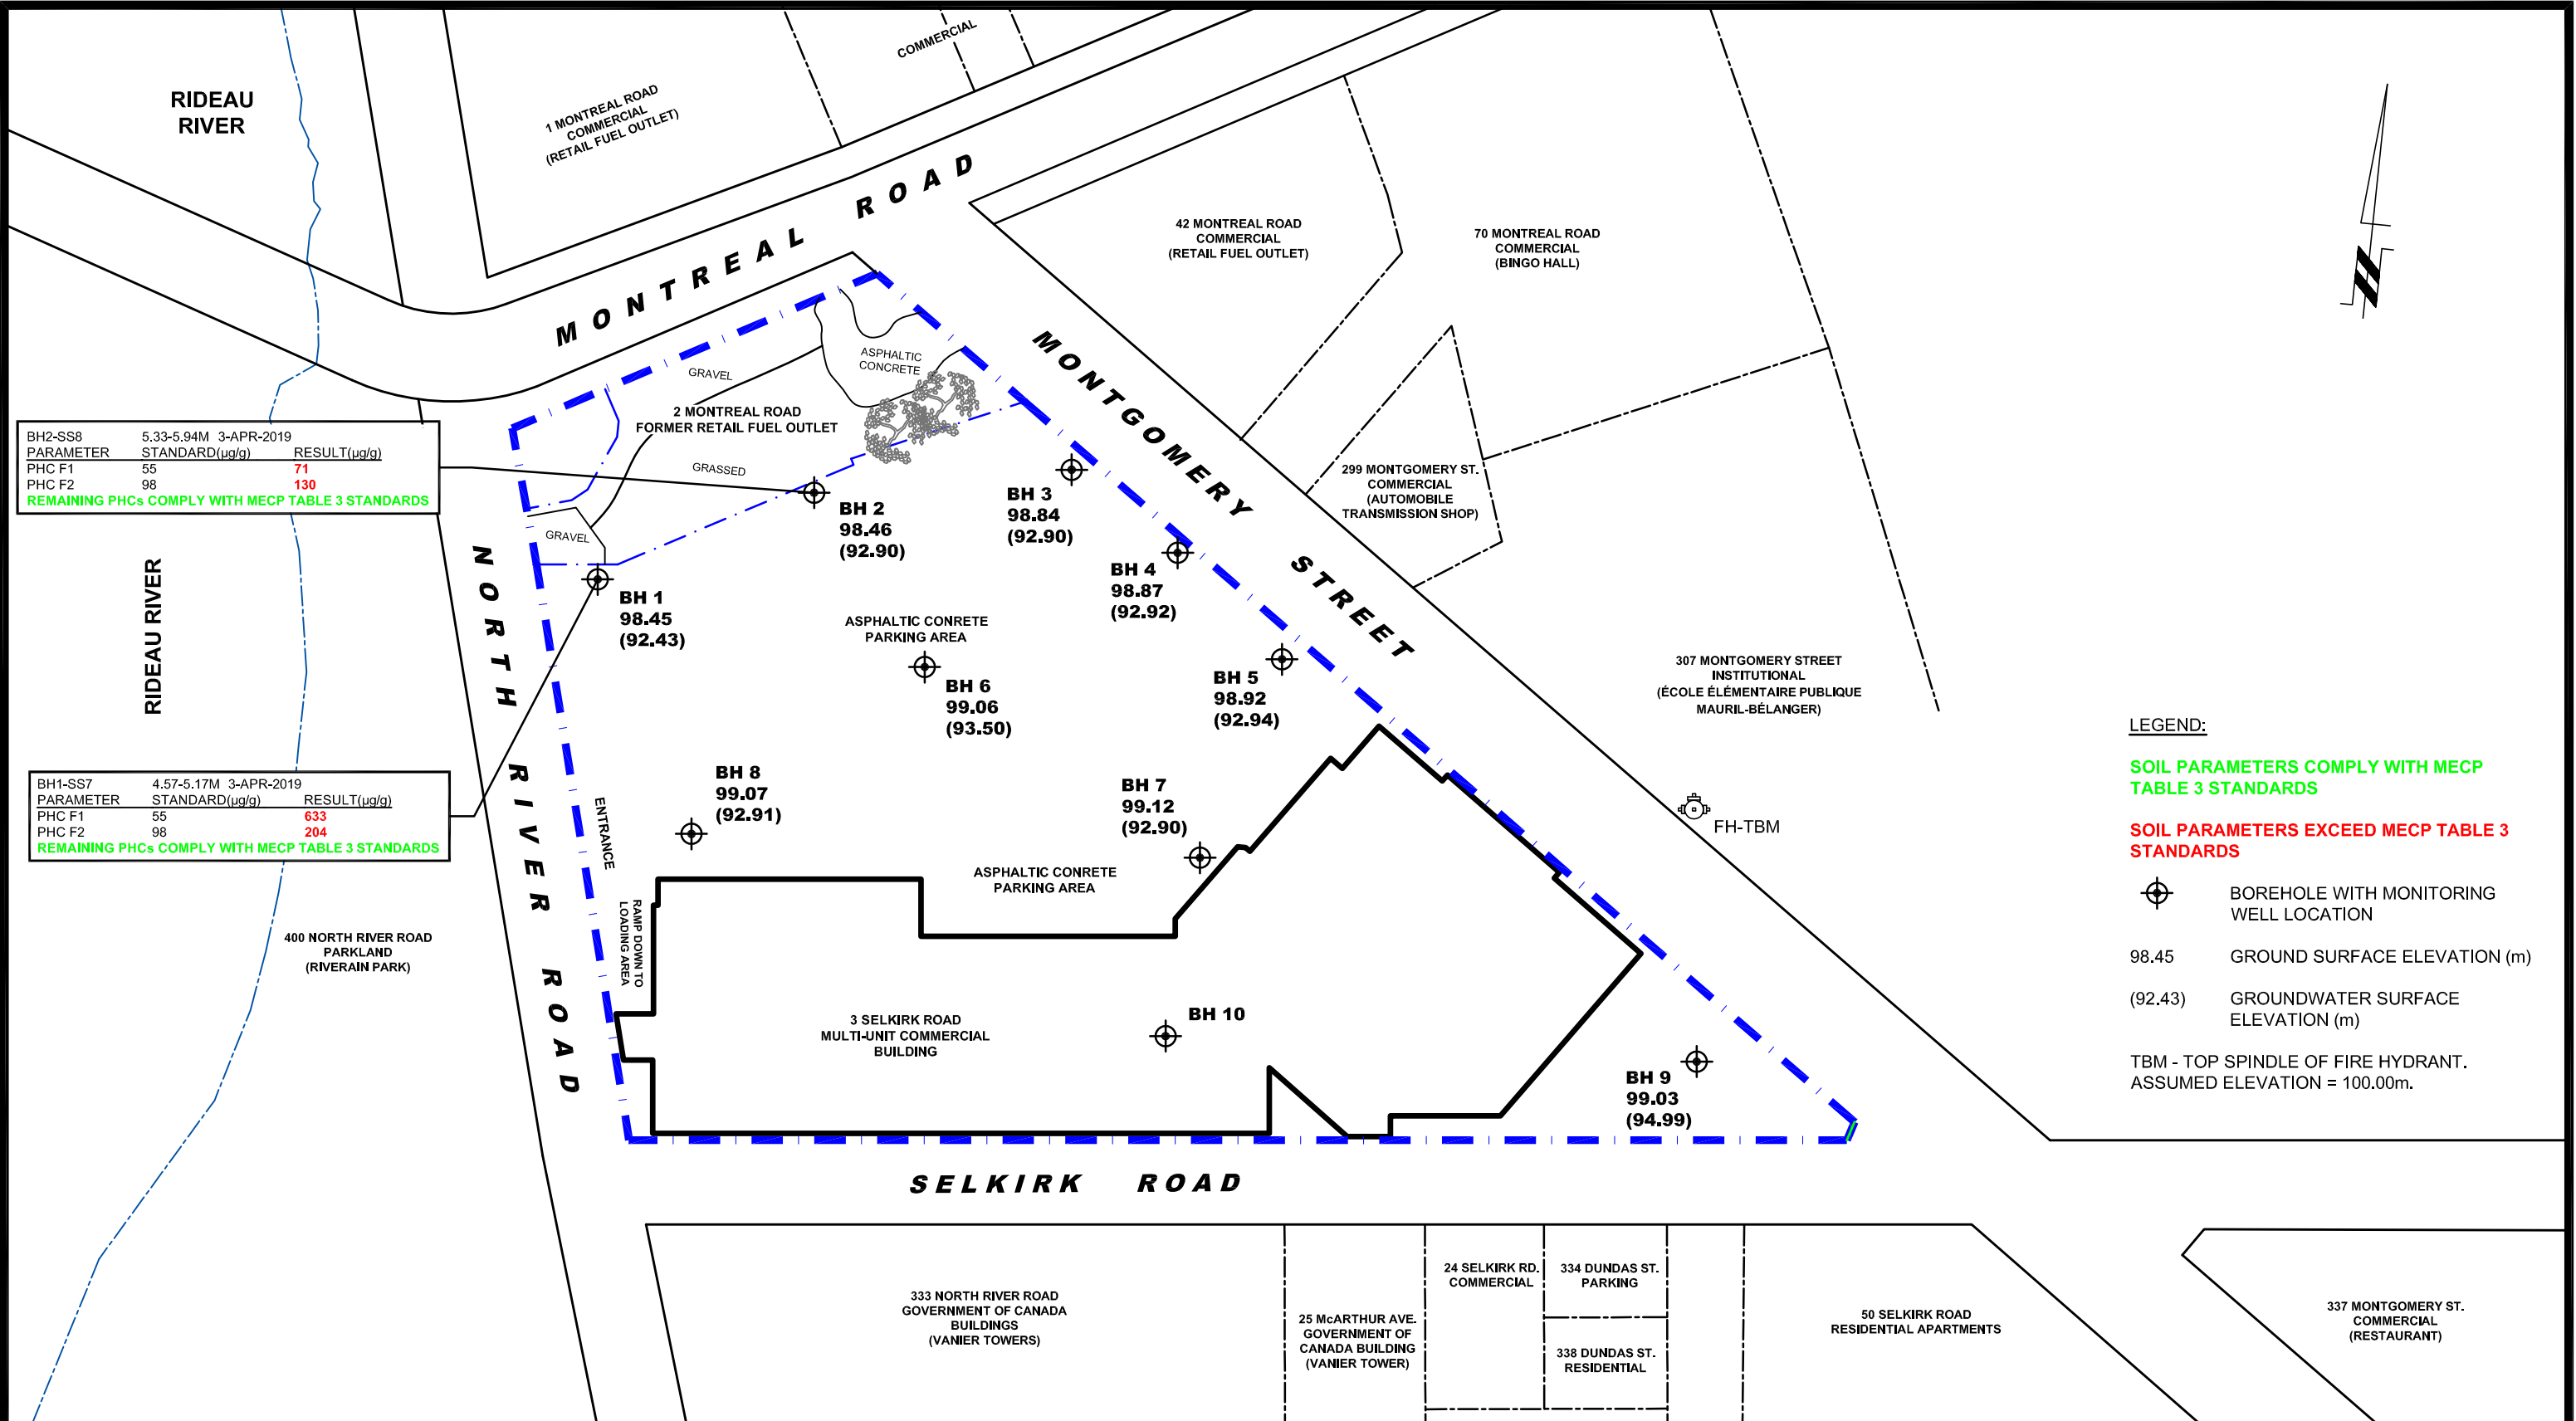 RIDEAU
RIVER
1 MONTREAL ROAD
COMMERCIAL
(RETAIL FUEL OUTLET)
COMMERCIAL
MONTREAL ROAD
42 MONTREAL ROAD
COMMERCIAL
(RETAIL FUEL OUTLET)
70 MONTREAL ROAD
COMMERCIAL
(BINGO HALL)
ASPHALTIC
CONCRETE
GRAVEL
2 MONTREAL ROAD
FORMER RETAIL FUEL OUTLET
GRASSED
GRAVEL
MONTGOMERY STREET
299 MONTGOMERY ST.
COMMERCIAL
(AUTOMOBILE
TRANSMISSION SHOP)
BH2-SS8 5.33-5.94M 3-APR-2019
PARAMETER STANDARD(µg/g) RESULT(µg/g)
PHC F1 55 71
PHC F2 98 130
REMAINING PHCs COMPLY WITH MECP TABLE 3 STANDARDS
BH 2
98.46
(92.90)
BH 3
98.84
(92.90)
BH 4
98.87
(92.92)
BH 1
98.45
(92.43)
RIDEAU RIVER
NORTH RIVER ROAD
ASPHALTIC CONRETE
PARKING AREA
BH 6
99.06
(93.50)
BH 5
98.92
(92.94)
307 MONTGOMERY STREET
INSTITUTIONAL
(ÉCOLE ÉLÉMENTAIRE PUBLIQUE
MAURIL-BÉLANGER)
BH1-SS7 4.57-5.17M 3-APR-2019
PARAMETER STANDARD(µg/g) RESULT(µg/g)
PHC F1 55 633
PHC F2 98 204
REMAINING PHCs COMPLY WITH MECP TABLE 3 STANDARDS
BH 8
99.07
(92.91)
BH 7
99.12
(92.90)
ENTRANCE
ASPHALTIC CONRETE
PARKING AREA
FH-TBM
RAMP DOWN TO
LOADING AREA
400 NORTH RIVER ROAD
PARKLAND
(RIVERAIN PARK)
3 SELKIRK ROAD
MULTI-UNIT COMMERCIAL
BUILDING
BH 10
BH 9
99.03
(94.99)
SELKIRK ROAD
LEGEND:
SOIL PARAMETERS COMPLY WITH MECP
TABLE 3 STANDARDS
SOIL PARAMETERS EXCEED MECP TABLE 3
STANDARDS
BOREHOLE WITH MONITORING
WELL LOCATION
98.45 GROUND SURFACE ELEVATION (m)
(92.43) GROUNDWATER SURFACE
ELEVATION (m)
TBM - TOP SPINDLE OF FIRE HYDRANT.
ASSUMED ELEVATION = 100.00m.
333 NORTH RIVER ROAD
GOVERNMENT OF CANADA
BUILDINGS
(VANIER TOWERS)
25 McARTHUR AVE.
GOVERNMENT OF
CANADA BUILDING
(VANIER TOWER)
24 SELKIRK RD.
COMMERCIAL
334 DUNDAS ST.
PARKING
338 DUNDAS ST.
RESIDENTIAL
50 SELKIRK ROAD
RESIDENTIAL APARTMENTS
337 MONTGOMERY ST.
COMMERCIAL
(RESTAURANT)